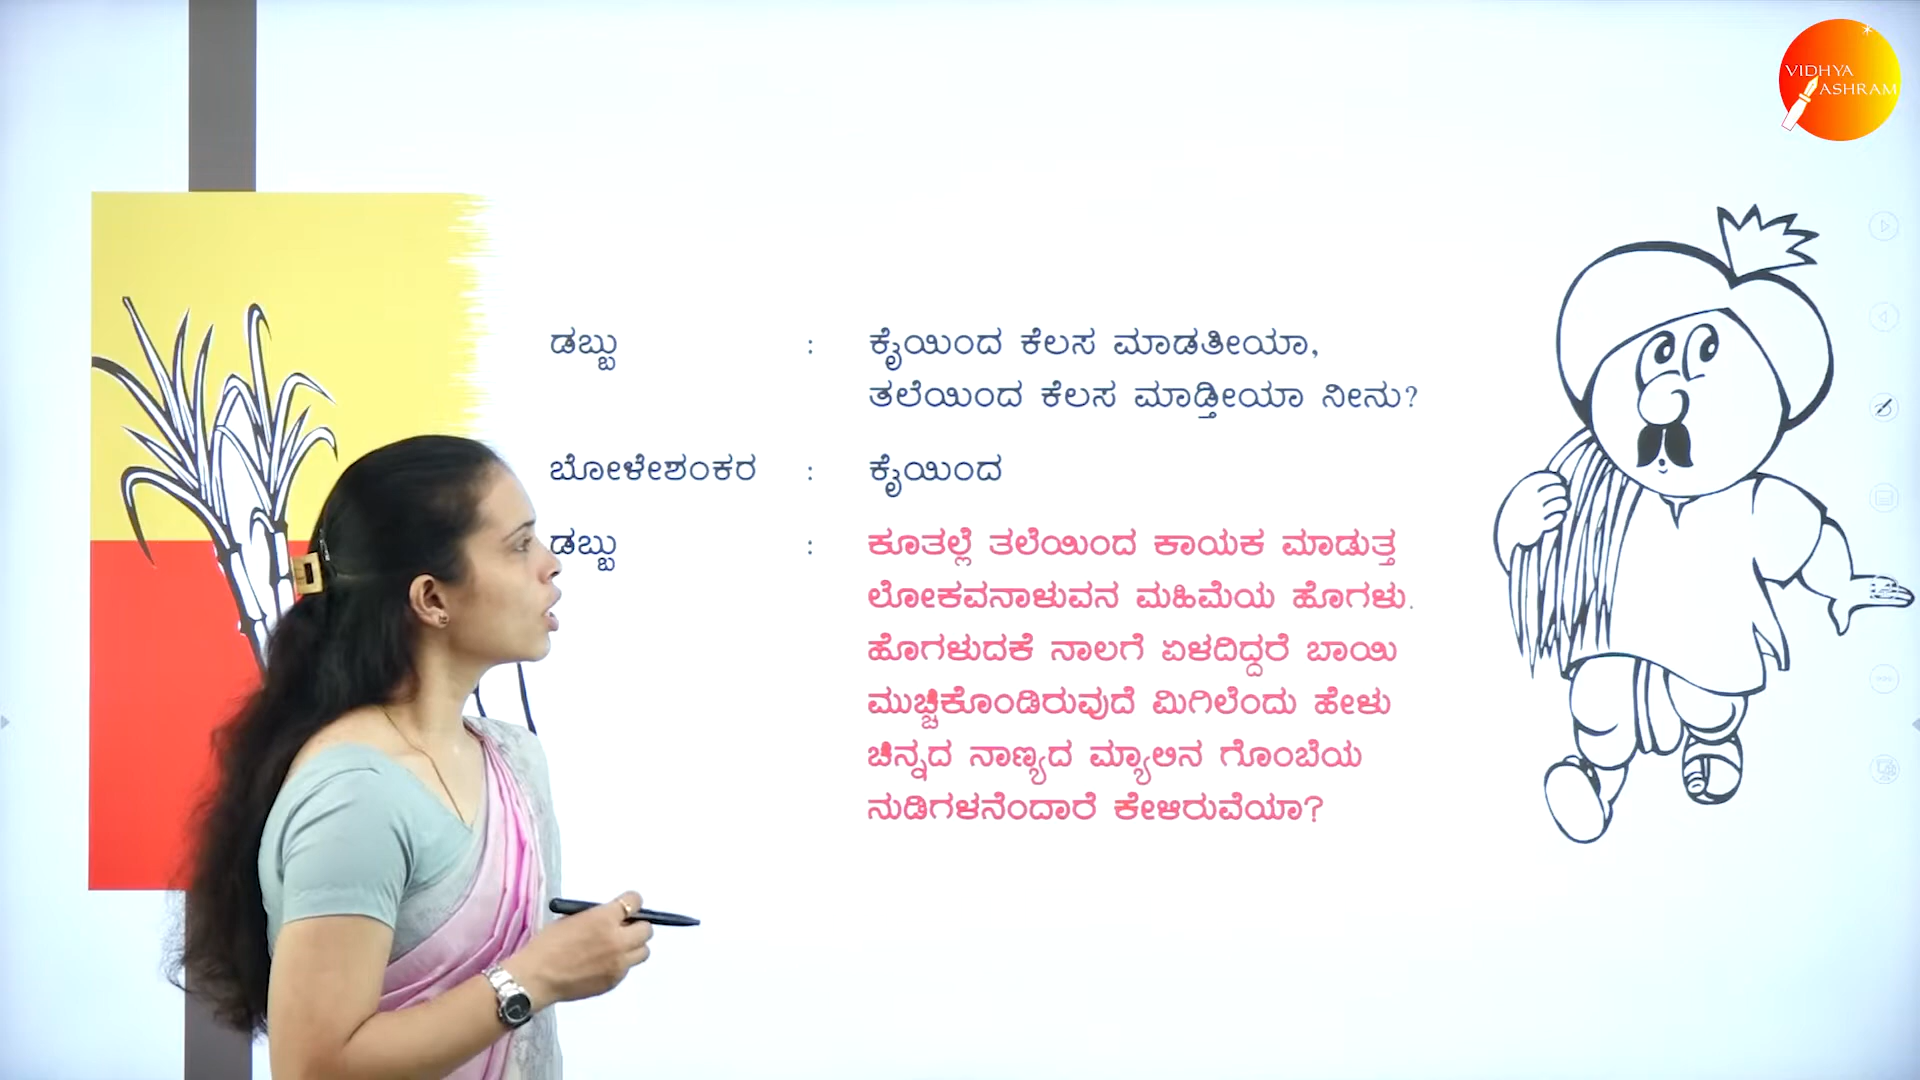 VIDHYA
ASHRAM
ಡಬ್ಬು : ಕೈಯಿಂದ ಕೆಲಸ ಮಾಡತೀಯಾ,
ತಲೆಯಿಂದ ಕೆಲಸ ಮಾಡ್ತೀಯಾ ನೀನು?
ಬೋಳೇಶಂಕರ : ಕೈಯಿಂದ
ಡಬ್ಬು : ಕೂತಲ್ಲೆ ತಲೆಯಿಂದ ಕಾಯಕ ಮಾಡುತ್ತ
ಲೋಕವನಾಳುವನ ಮಹಿಮೆಯ ಹೊಗಳು.
ಹೊಗಳುದಕೆ ನಾಲಗೆ ಏಳದಿದ್ದರೆ ಬಾಯಿ
ಮುಚ್ಚಿಕೊಂಡಿರುವುದೆ ಮಿಗಿಲೆಂದು ಹೇಳು
ಚಿನ್ನದ ನಾಣ್ಯದ ಮ್ಯಾಲಿನ ಗೊಂಬೆಯ
ನುಡಿಗಳನೆಂದಾರೆ ಕೇಳಿರುವೆಯಾ?